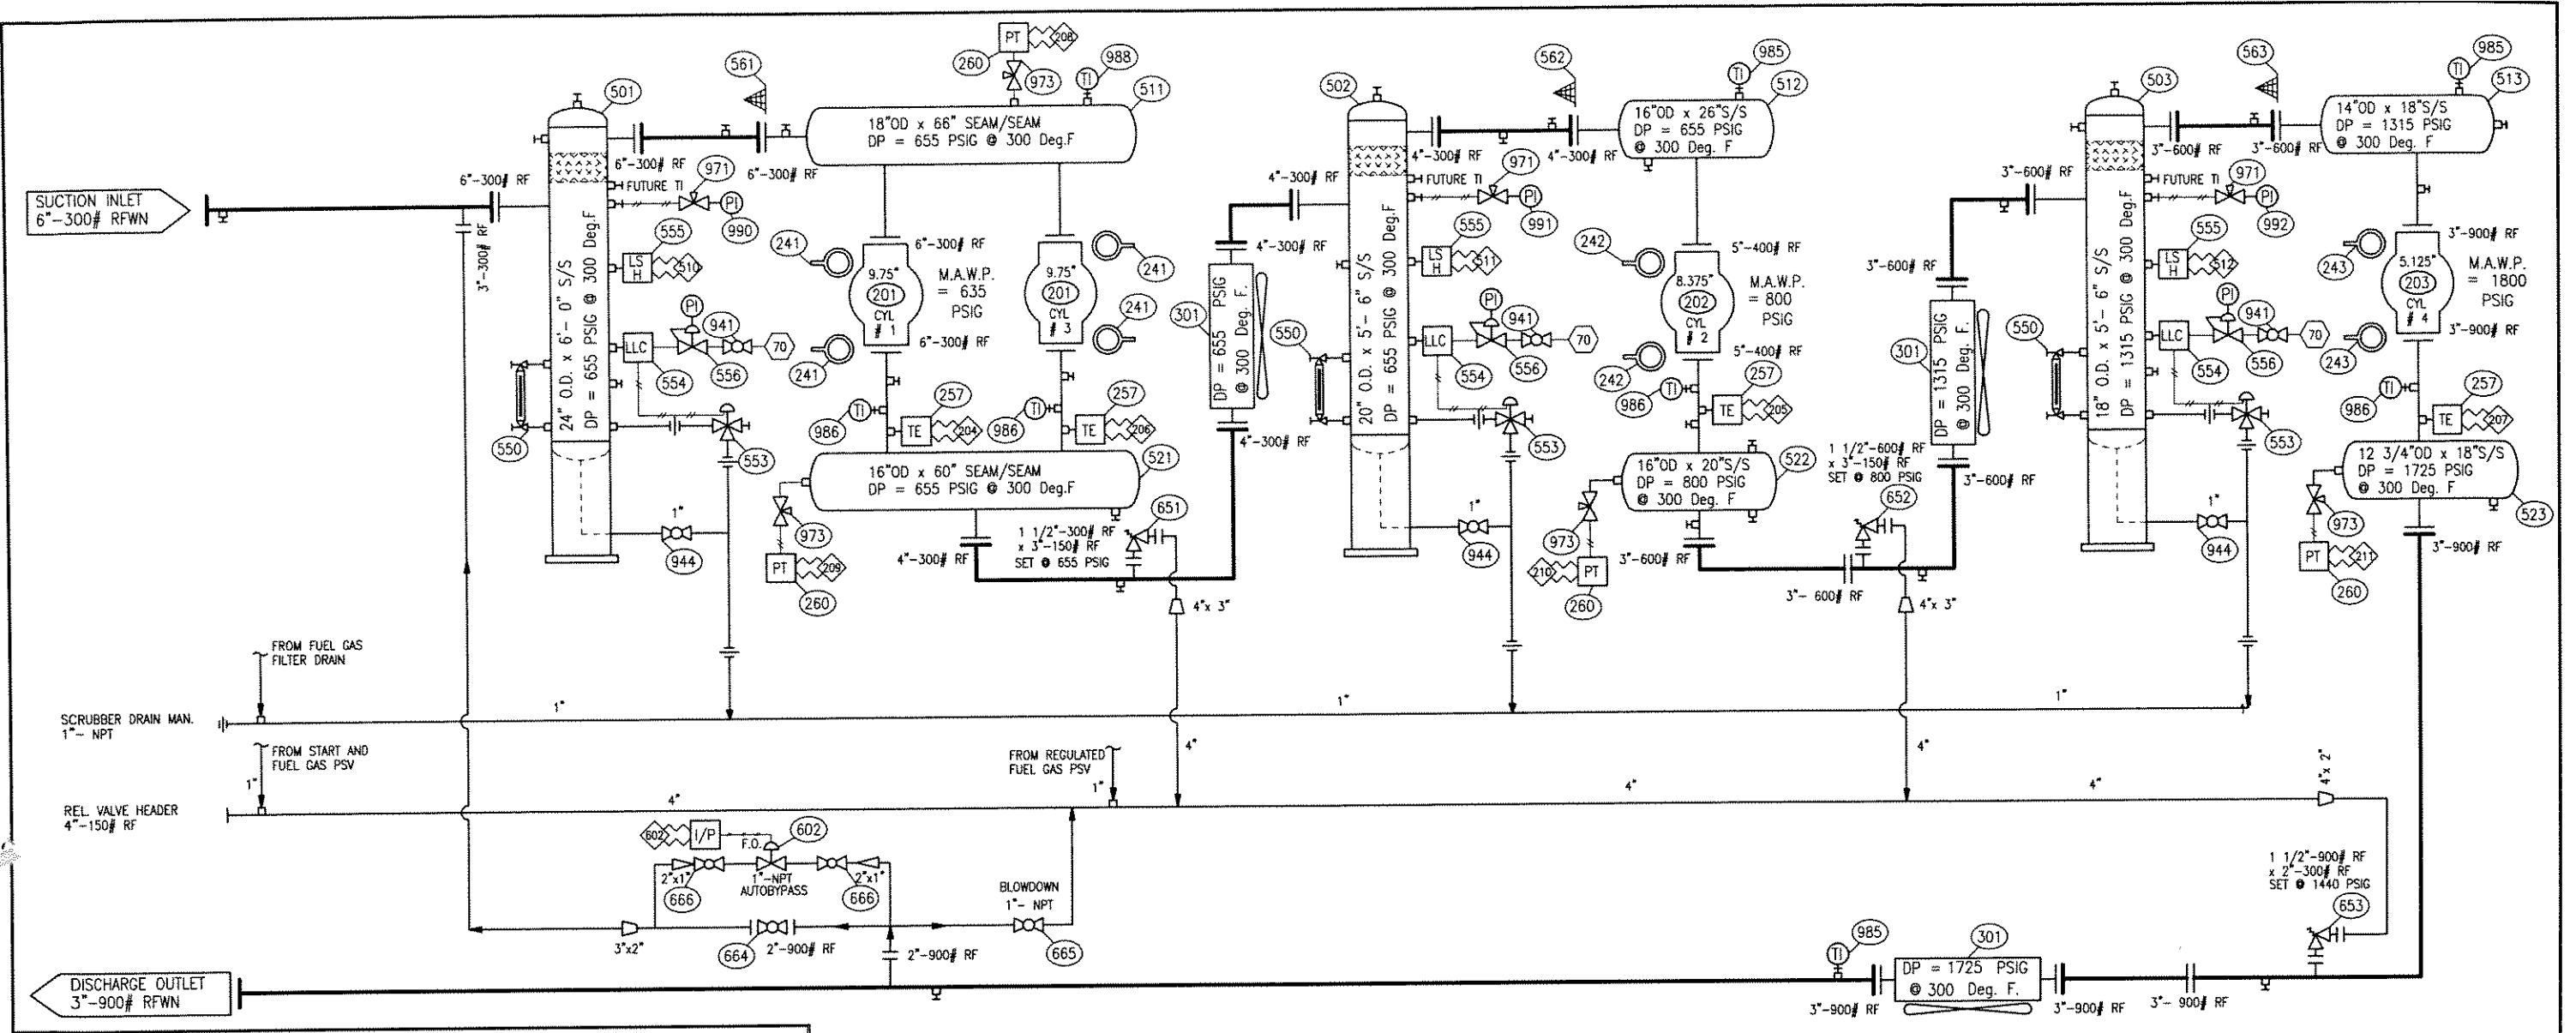 SUCTION INLET
6"-300# RFWN
6"-300# RF
3"-300# RF
501
24" O.D. x 6'- 0" S/S
DP = 655 PSIG @ 300 Deg.F
6"-300# RF
561
6"-300# RF
FUTURE TI
971
PI
990
555
LS
H
510
PI
941
LLC
70
554
556
550
553
1"
944
260
PT
208
973
TI
988
511
18"OD x 66" SEAM/SEAM
DP = 655 PSIG @ 300 Deg.F
241
6"-300# RF
9.75"
201
CYL
# 1
M.A.W.P.
= 635
PSIG
9.75"
201
CYL
# 3
241
241
6"-300# RF
241
TI
986
257
TE
204
TI
986
257
TE
206
16"OD x 60" SEAM/SEAM
DP = 655 PSIG @ 300 Deg.F
521
973
PT
209
260
4"-300# RF
1 1/2"-300# RF
x 3"-150# RF
SET @ 655 PSIG
651
4"x 3"
4"-300# RF
4"-300# RF
301
DP = 655 PSIG
@ 300 Deg. F.
4"-300# RF
502
20" O.D. x 5'- 6" S/S
DP = 655 PSIG @ 300 Deg.F
4"-300# RF
562
4"-300# RF
FUTURE TI
971
PI
991
555
LS
H
511
PI
941
LLC
70
554
556
550
553
944
TI
985
512
16"OD x 26"S/S
DP = 655 PSIG
@ 300 Deg. F
242
5"-400# RF
8.375"
202
CYL
# 2
M.A.W.P.
= 800
PSIG
242
5"-400# RF
TI
986
257
TE
205
16"OD x 20"S/S
DP = 800 PSIG
@ 300 Deg. F
522
973
210
PT
260
3"-600# RF
1 1/2"-600# RF
x 3"-150# RF
SET @ 800 PSIG
652
3"- 600# RF
4"x 3"
3"-600# RF
3"-600# RF
301
DP = 1315 PSIG
@ 300 Deg. F.
3"-600# RF
503
18" O.D. x 5'- 6" S/S
DP = 1315 PSIG @ 300 Deg.F
3"-600# RF
563
3"-600# RF
FUTURE TI
971
PI
992
555
LS
H
512
PI
941
LLC
70
554
556
550
553
1"
944
TI
985
513
14"OD x 18"S/S
DP = 1315 PSIG
@ 300 Deg. F
243
3"-900# RF
5.125"
203
CYL
# 4
M.A.W.P.
= 1800
PSIG
243
3"-900# RF
TI
986
257
TE
207
12 3/4"OD x 18"S/S
DP = 1725 PSIG
@ 300 Deg. F
523
973
PT
211
260
3"-900# RF
FROM FUEL GAS
FILTER DRAIN
SCRUBBER DRAIN MAN.
1"- NPT
1"
1"
1"
FROM START AND
FUEL GAS PSV
1"
FROM REGULATED
FUEL GAS PSV
1"
4"
4"
4"x 2"
REL. VALVE HEADER
4"-150# RF
4"
4"
4"
602
I/P
F.O.
602
2"x1"
666
1"-NPT
AUTOBYPASS
2"x1"
666
BLOWDOWN
1"- NPT
665
3"x2"
664
2"-900# RF
2"-900# RF
1 1/2"-900# RF
x 2"-300# RF
SET @ 1440 PSIG
653
TI
985
301
DP = 1725 PSIG
@ 300 Deg. F.
3"-900# RF
3"-900# RF
3"- 900# RF
DISCHARGE OUTLET
3"-900# RFWN